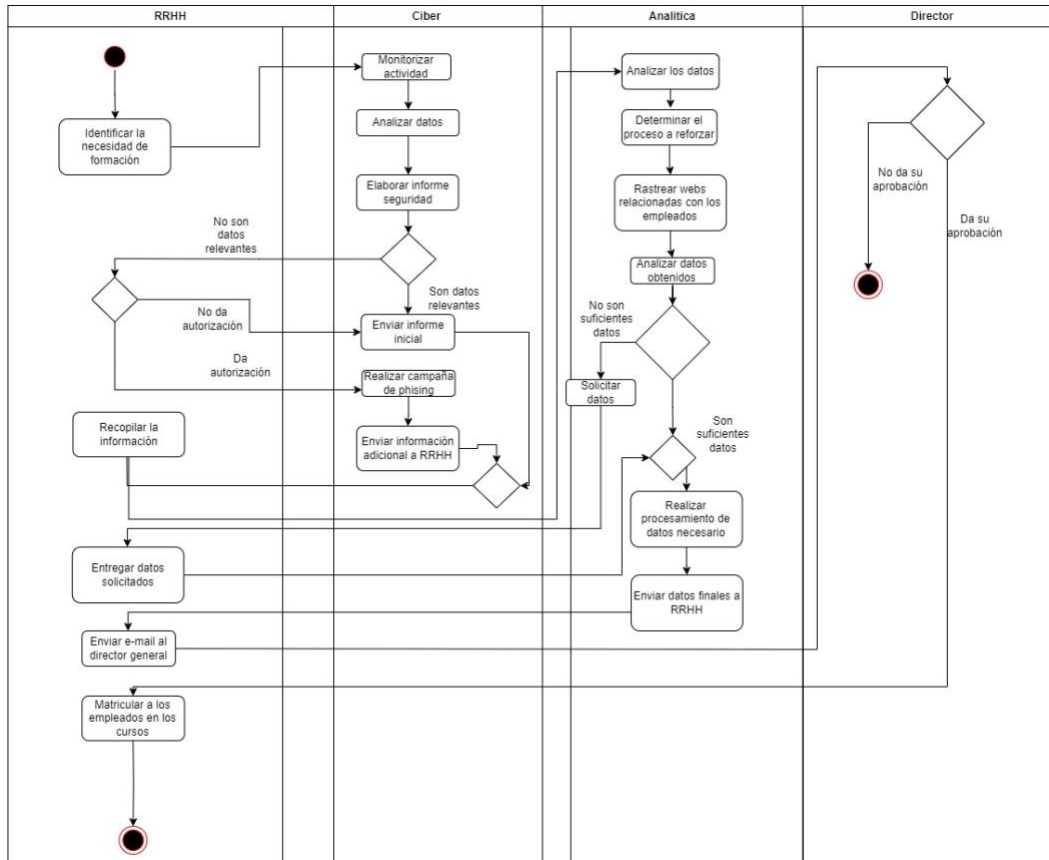 RRHH
Ciber
Analitica
Director
Identificar la
necesidad de
formación
Monitorizar
actividad
Analizar datos
Elaborar informe
seguridad
No son
datos
relevantes
Son datos
relevantes
No da
autorización
Enviar informe
inicial
Da
autorización
Realizar campaña
de phising
Recopilar la
información
Enviar información
adicional a RRHH
Analizar los datos
Determinar el
proceso a reforzar
Rastrear webs
relacionadas con los
empleados
Analizar datos
obtenidos
No son
suficientes
datos
Solicitar
datos
Son
suficientes
datos
Realizar
procesamiento de
datos necesario
Entregar datos
solicitados
Enviar datos finales a
RRHH
Enviar e-mail al
director general
No da su
aprobación
Da su
aprobación
Matricular a los
empleados en los
cursos